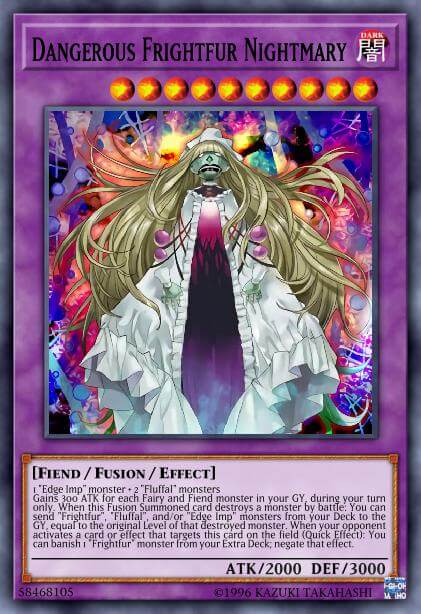 DANGEROUS FRIGHTFUR NIGHTMARY
DARK
闇
[FIEND / FUSION / EFFECT]
1 "Edge Imp" monster + 2 "Fluffal" monsters
Gains 300 ATK for each Fairy and Fiend monster in your GY, during your turn
only. When this Fusion Summoned card destroys a monster by battle: You can
send "Frightfur", "Fluffal", and/or "Edge Imp" monsters from your Deck to the
GY, equal to the original Level of that destroyed monster. When your opponent
activates a card or effect that targets this card on the field (Quick Effect): You
can banish 1 "Frightfur" monster from your Extra Deck; negate that effect.
ATK/2000 DEF/3000
58468105
©1996 KAZUKI TAKAHASHI